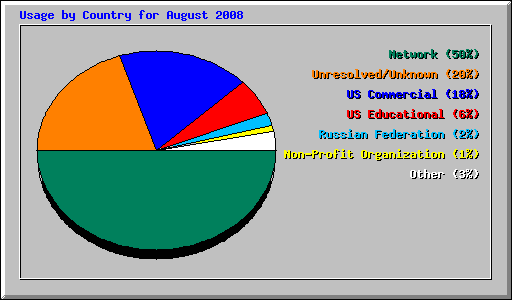 Usage by Country for August 2008
Network (50%)
Unresolved/Unknown (20%)
US Commercial (18%)
US Educational (6%)
Russian Federation (2%)
Non-Profit Organization (1%)
Other (3%)